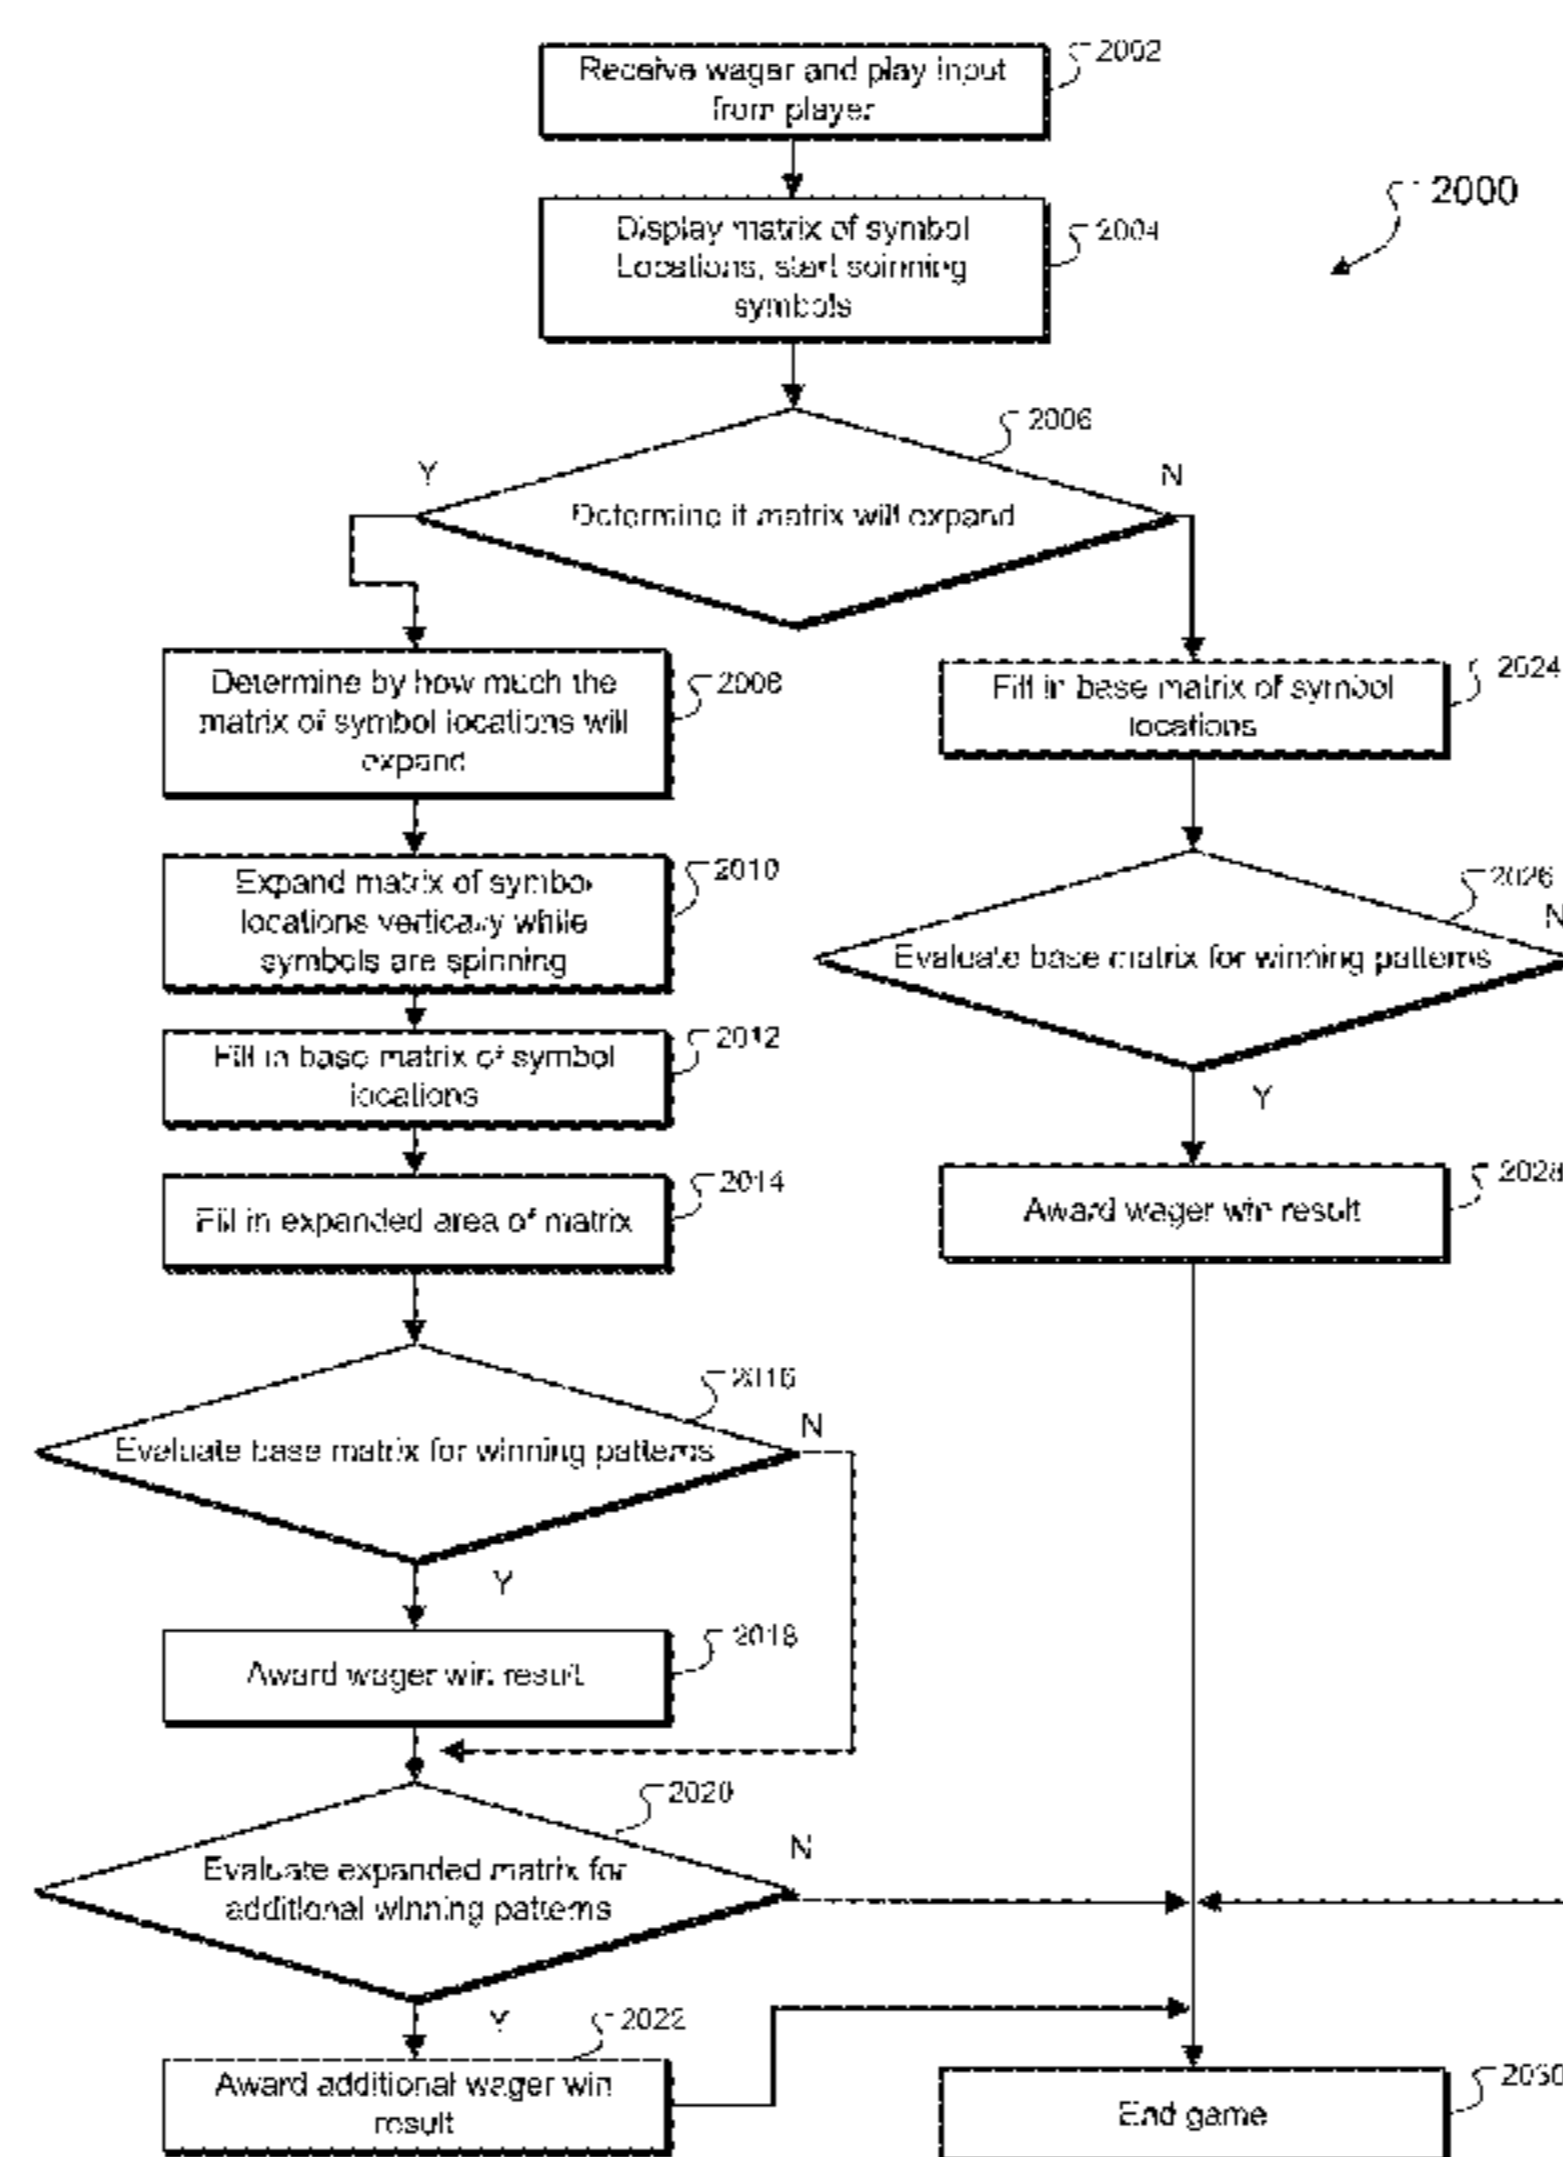 Receive wager and play input
from player
2002
2000
Display matrix of symbol
Locations, start spinning
symbols
2004
2006
Y
N
Determine if matrix will expand
Determine by how much the
matrix of symbol locations will
expand
2008
Fill in base matrix of symbol
locations
2024
Expand matrix of symbol
locations vertically while
symbols are spinning
2010
2026
N
Evaluate base matrix for winning patterns
Y
Fill in base matrix of symbol
locations
2012
Fill in expanded area of matrix
2014
Award wager win result
2028
2016
N
Evaluate base matrix for winning patterns
Y
Award wager win result
2018
2020
N
Evaluate expanded matrix for
additional winning patterns
Y
2022
Award additional wager win
result
End game